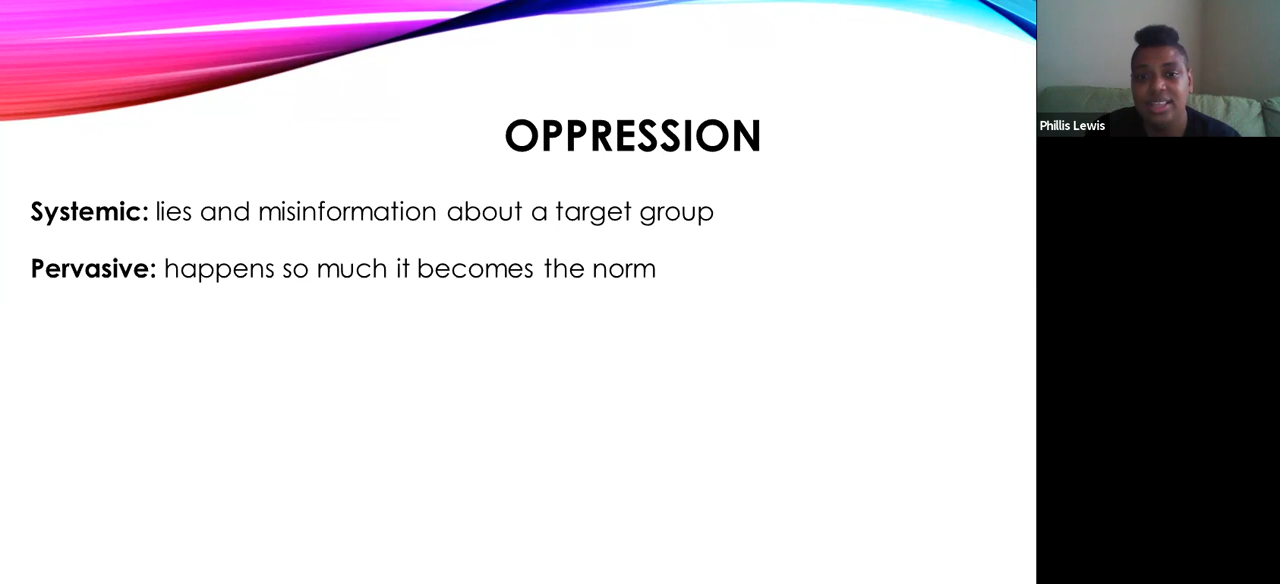 OPPRESSION
Systemic: lies and misinformation about a target group
Pervasive: happens so much it becomes the norm
Phillis Lewis